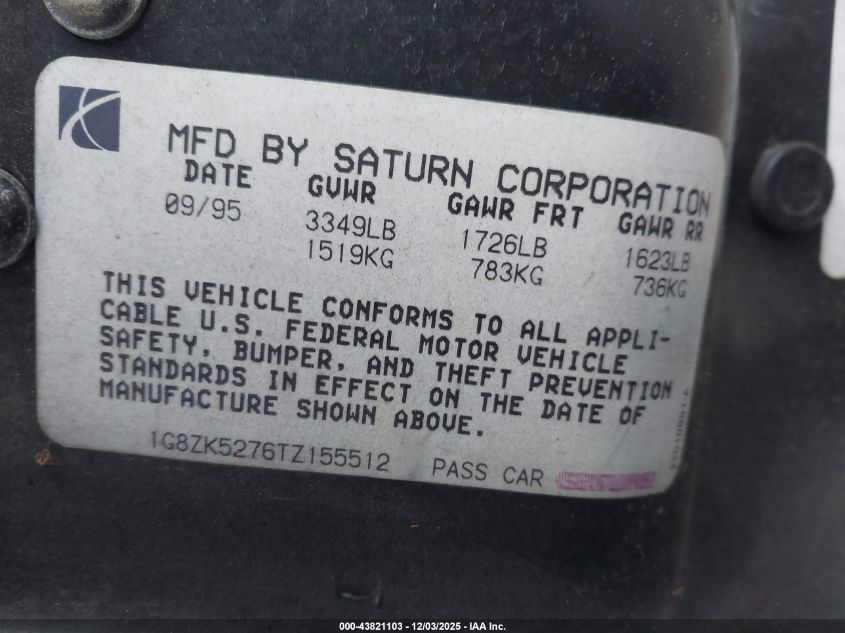 MFD BY SATURN CORPORATION
DATE GVWR GAWR FRT GAWR RR
09/95 3349LB 1726LB 1623LB
1519KG 783KG 736KG
THIS VEHICLE CONFORMS TO ALL APPLI-
CABLE U.S. FEDERAL MOTOR VEHICLE
SAFETY, BUMPER, AND THEFT PREVENTION
STANDARDS IN EFFECT ON THE DATE OF
MANUFACTURE SHOWN ABOVE.
1G8ZK5276TZ155512 PASS CAR
000-43821103 - 12/03/2025 - IAA Inc.